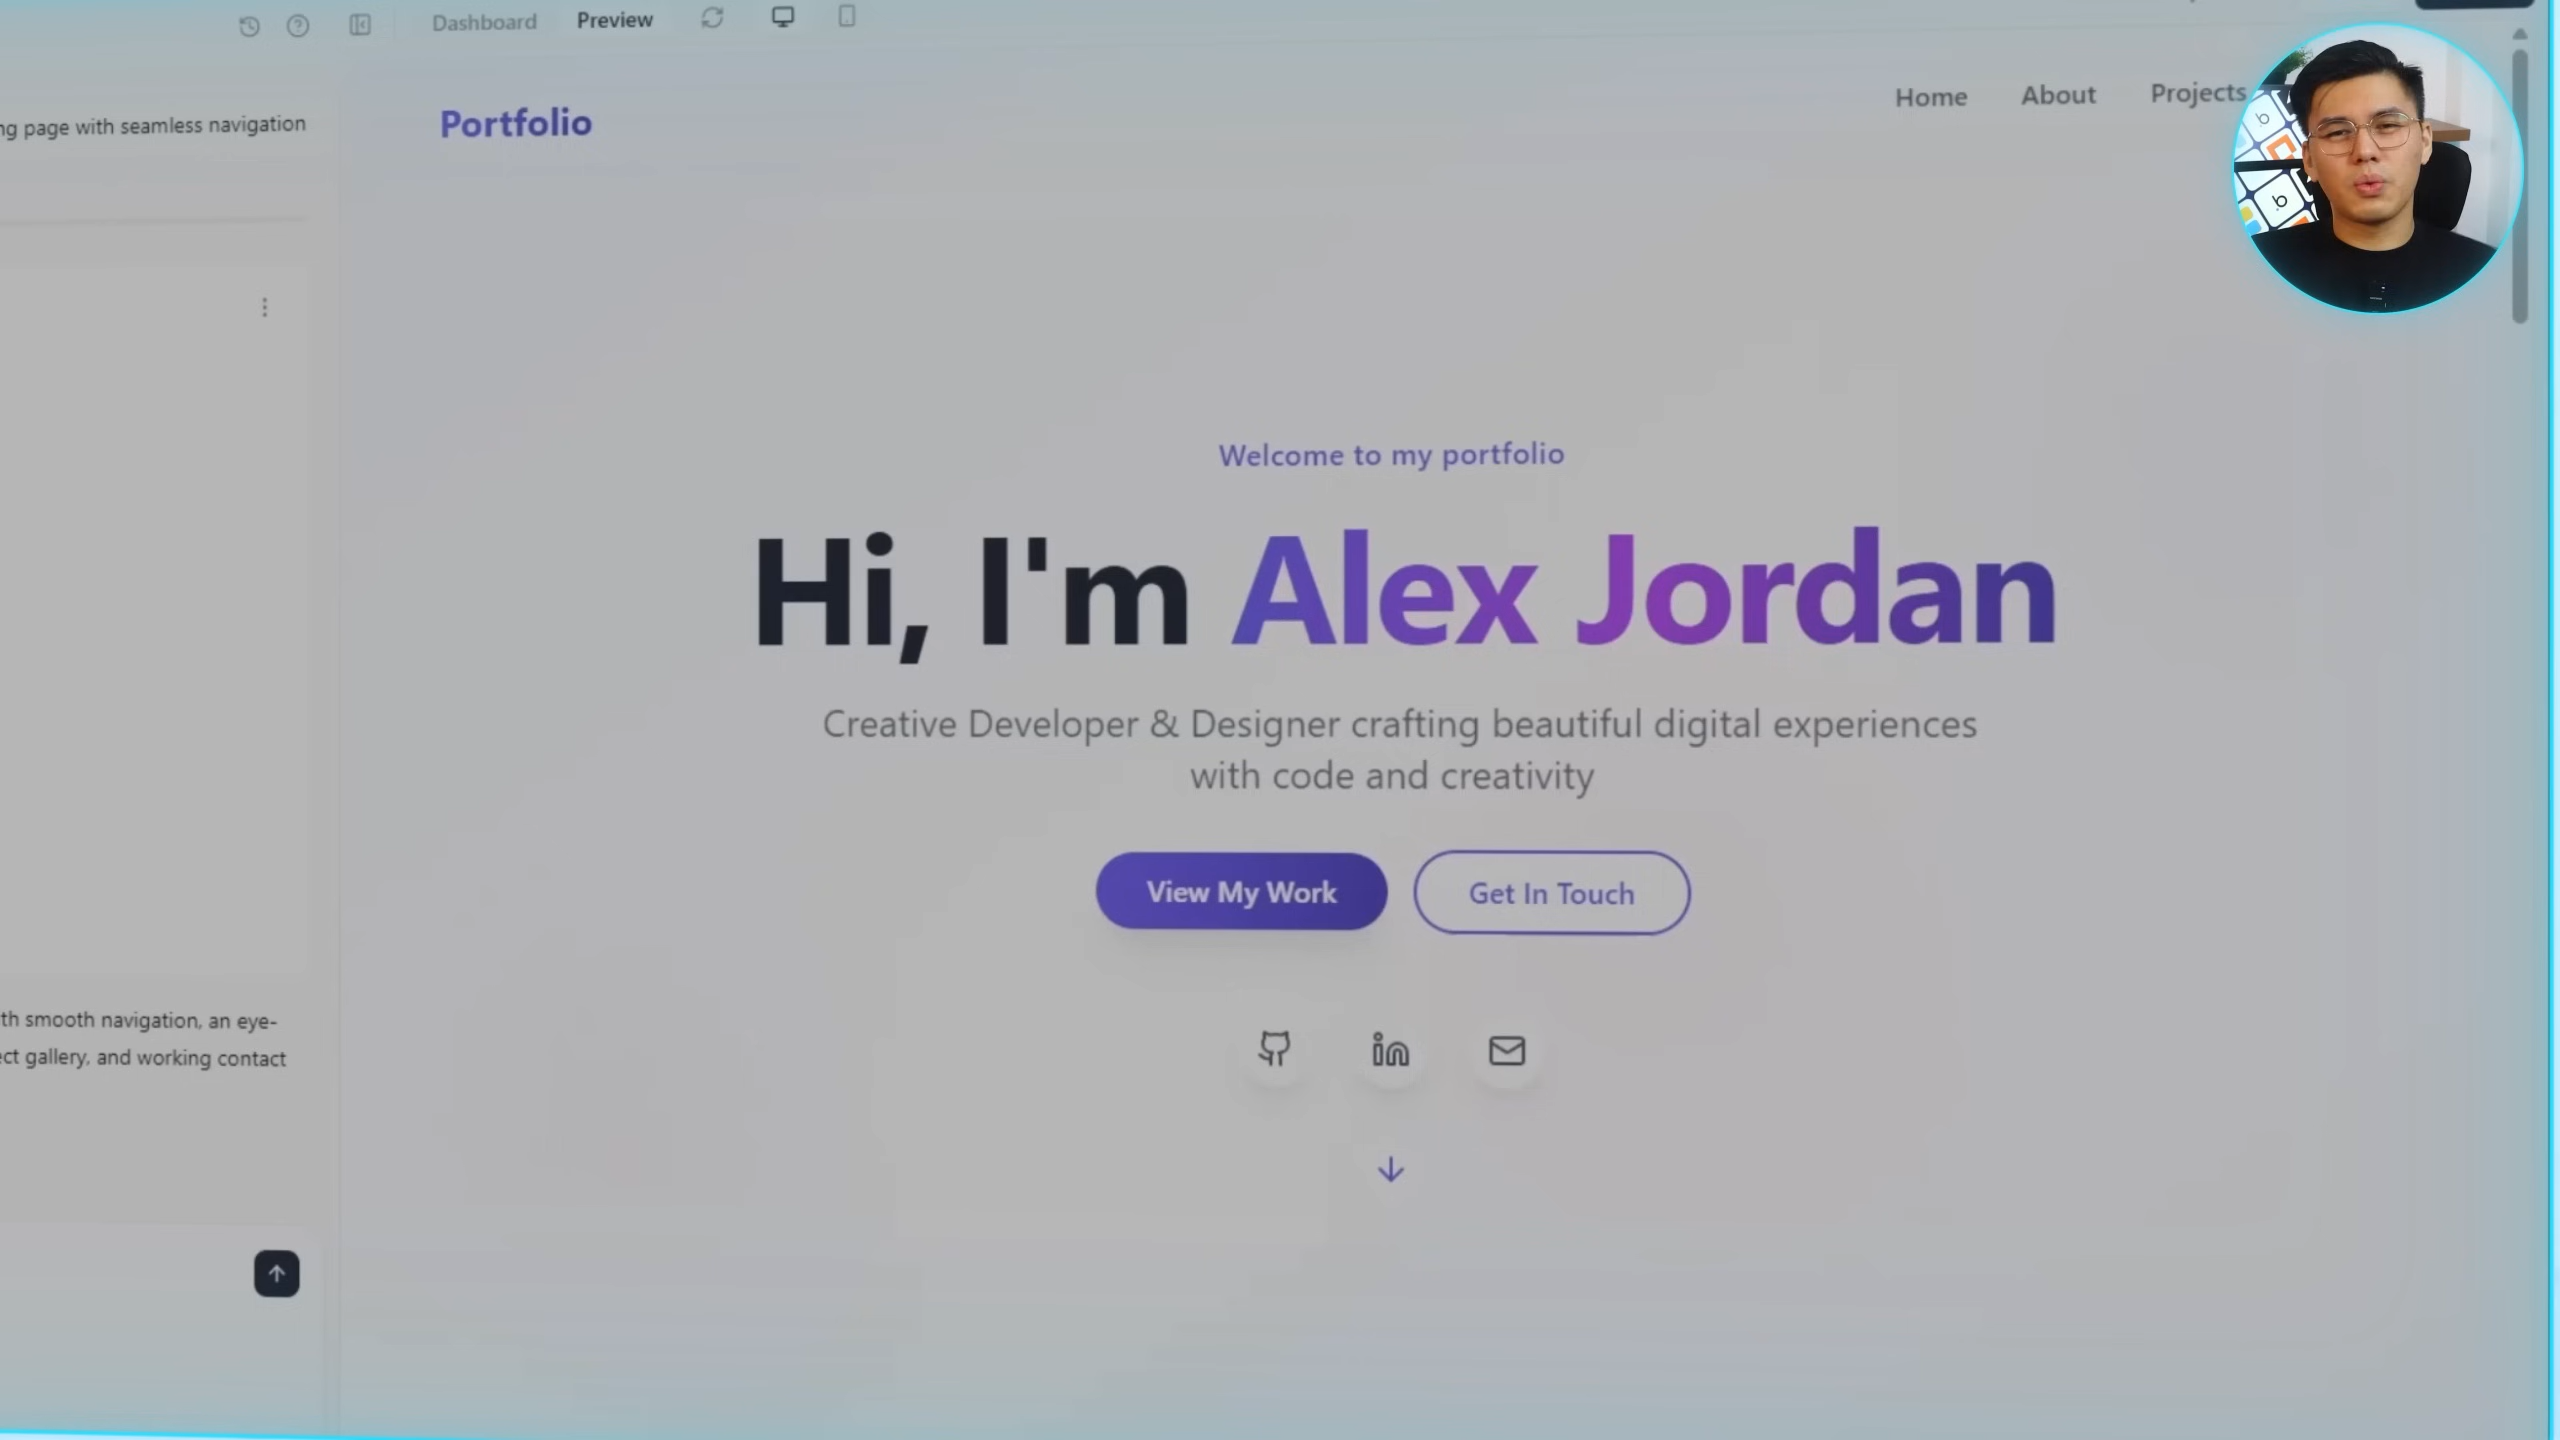 Dashboard
Preview
ng page with seamless navigation
Portfolio
Home
About
Projects
Welcome to my portfolio
Hi, I'm Alex Jordan
Creative Developer & Designer crafting beautiful digital experiences
with code and creativity
View My Work
Get In Touch
th smooth navigation, an eye-
ect gallery, and working contact